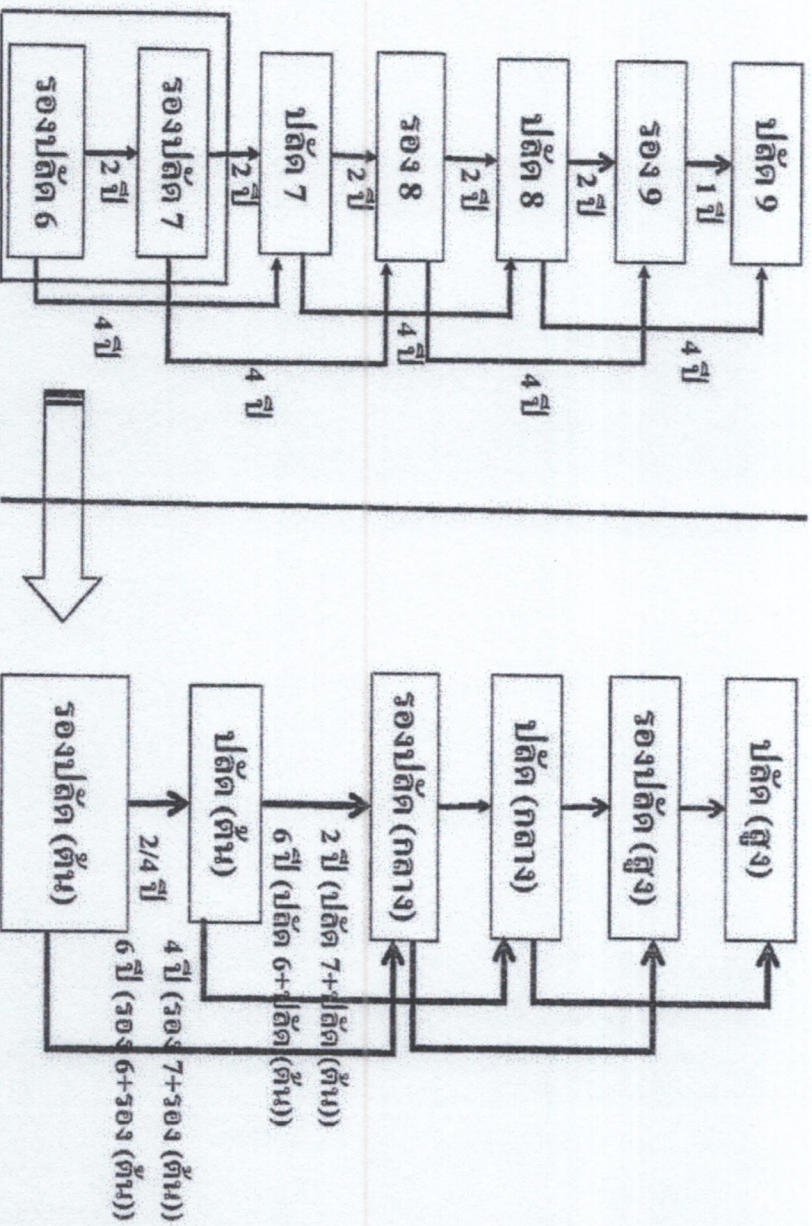 ปลัด 9
1 ปี
รอง 9
4 ปี
2 ปี
ปลัด 8
4 ปี
2 ปี
รอง 8
4 ปี
2 ปี
ปลัด 7
4 ปี
2 ปี
รองปลัด 7
4 ปี
2 ปี
รองปลัด 6
ปลัด (สูง)
รองปลัด (สูง)
ปลัด (กลาง)
รองปลัด (กลาง)
2 ปี (ปลัด 7+ปลัด (ต้น))
6 ปี (ปลัด 6+ปลัด (ต้น))
ปลัด (ต้น)
2/4 ปี
4 ปี (รอง 7+รอง (ต้น))
6 ปี (รอง 6+รอง (ต้น))
รองปลัด (ต้น)